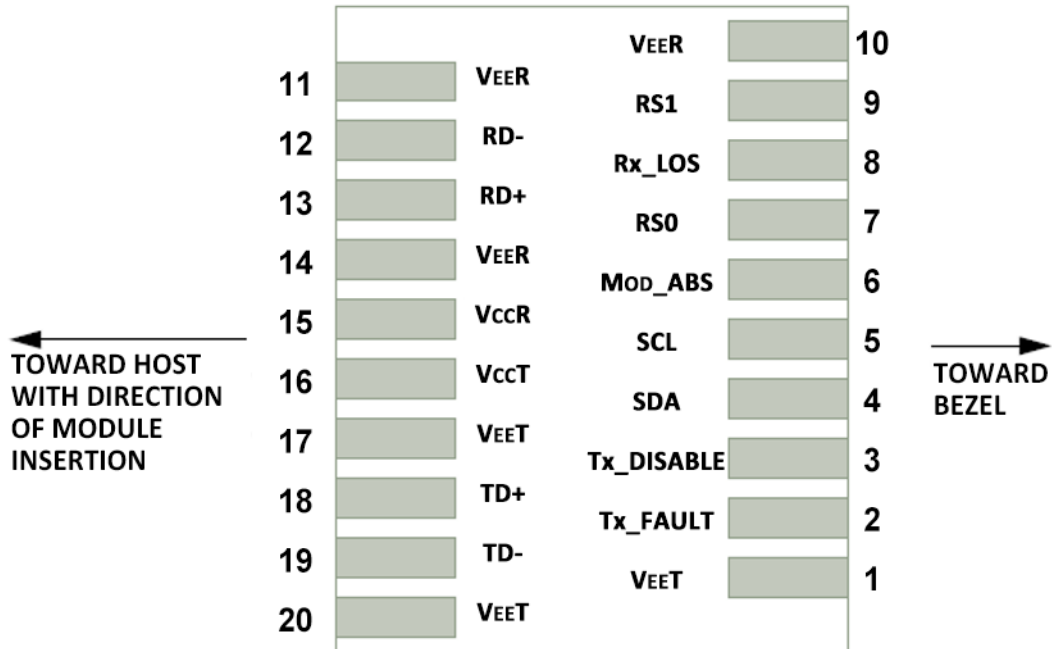 VEER 10
11 VEER
RS1 9
12 RD-
Rx_LOS 8
13 RD+
RS0 7
14 VEER
MOD_ABS 6
15 VCCR
SCL 5
TOWARD HOST
WITH DIRECTION
OF MODULE
INSERTION
TOWARD
BEZEL
16 VCCT
SDA 4
17 VEET
Tx_DISABLE 3
18 TD+
Tx_FAULT 2
19 TD-
VEET 1
20 VEET